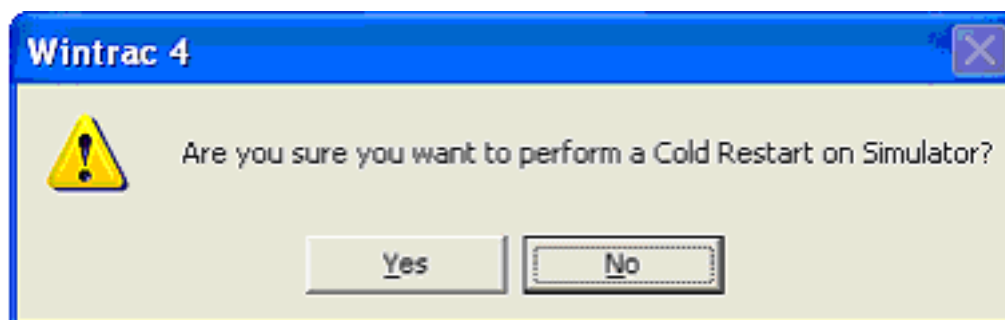 Wintrac 4
Are you sure you want to perform a Cold Restart on Simulator?
Yes No